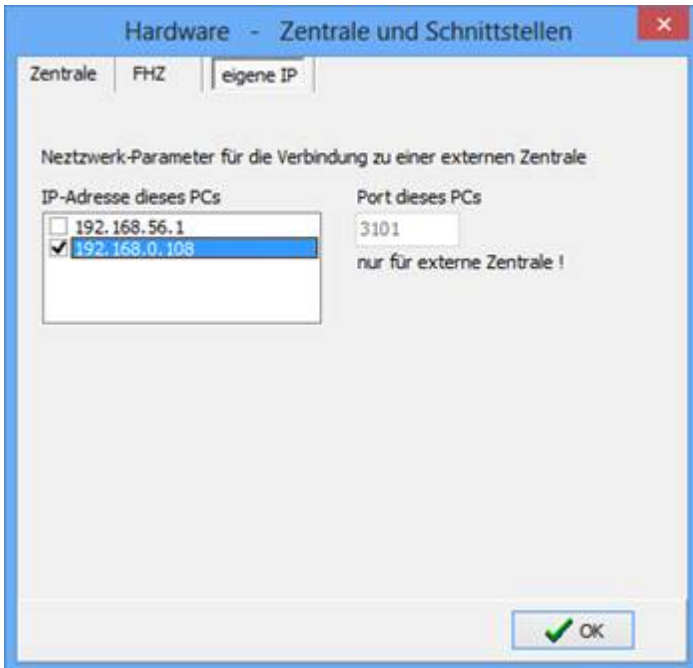 Hardware - Zentrale und Schnittstellen
Zentrale FHZ eigene IP
Neztzwerk-Parameter für die Verbindung zu einer externen Zentrale
IP-Adresse dieses PCs Port dieses PCs
192.168.56.1 3101
192.168.0.108
nur für externe Zentrale !
OK